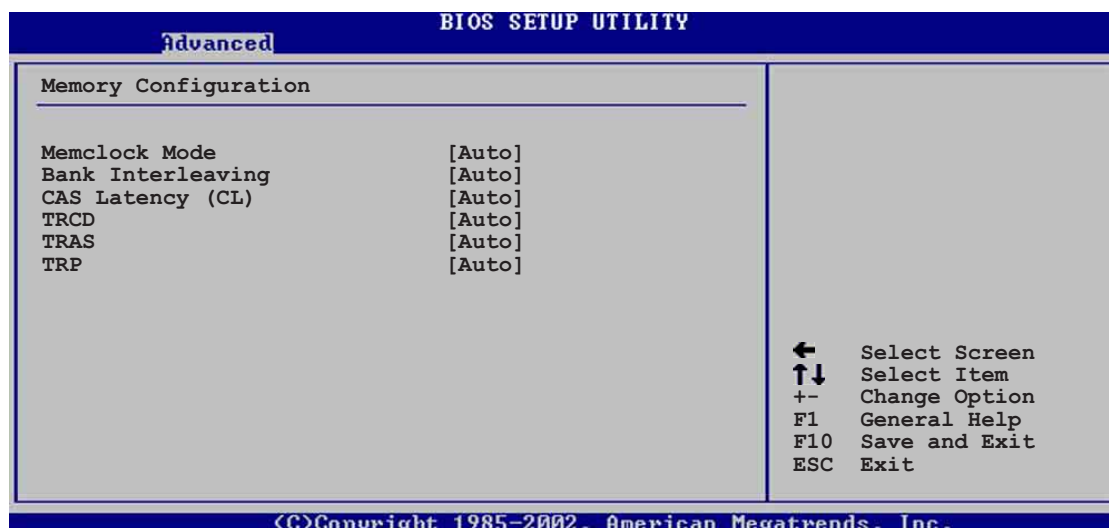 BIOS SETUP UTILITY
Advanced
Memory Configuration
Memclock Mode [Auto]
Bank Interleaving [Auto]
CAS Latency (CL) [Auto]
TRCD [Auto]
TRAS [Auto]
TRP [Auto]
← Select Screen
↑↓ Select Item
+- Change Option
F1 General Help
F10 Save and Exit
ESC Exit
(C)Copyright 1985-2002, American Megatrends, Inc.